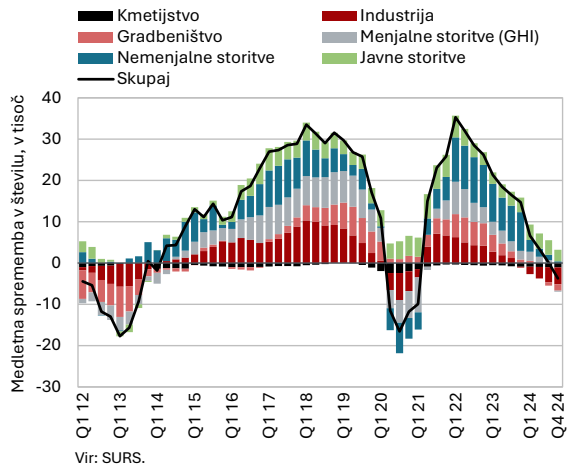 Kmetijstvo
Industrija
Gradbeništvo
Menjalne storitve (GHI)
Nemenjalne storitve
Javne storitve
Skupaj
Medletna sprememba v številu, v tisoč
40
30
20
10
0
-10
-20
-30
Q1 12
Q1 13
Q1 14
Q1 15
Q1 16
Q1 17
Q1 18
Q1 19
Q1 20
Q1 21
Q1 22
Q1 23
Q1 24
Q4 24
Vir: SURS.